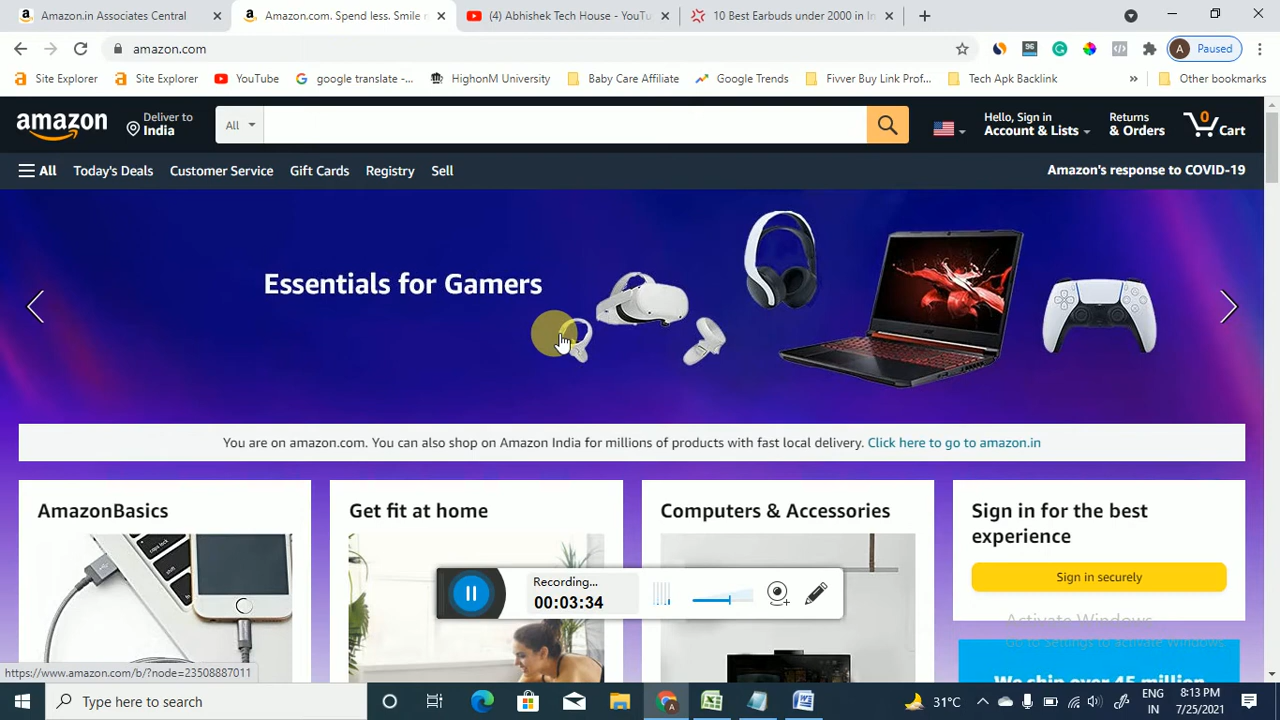 Amazon.in Associates Central
Amazon.com. Spend less. Smile m
(4) Abhishek Tech House - YouTu
10 Best Earbuds under 2000 in In
amazon.com
96
A Paused
Site Explorer
Site Explorer
YouTube
google translate -...
HighonM University
Baby Care Affiliate
Google Trends
Fivver Buy Link Prof...
Tech Apk Backlink
»
Other bookmarks
amazon
Deliver to
India
All
Hello, Sign in
Account & Lists
Returns
& Orders
0
Cart
All
Today's Deals
Customer Service
Gift Cards
Registry
Sell
Amazon's response to COVID-19
Essentials for Gamers
You are on amazon.com. You can also shop on Amazon India for millions of products with fast local delivery. Click here to go to amazon.in
AmazonBasics
Get fit at home
Computers & Accessories
Sign in for the best
experience
Sign in securely
Recording...
00:03:34
Activate Windows
Go to Settings to activate Windows.
We ship over 45 million
https://www.amazon.com/b/?node=23508887011
Type here to search
31°C
ENG
IN
8:13 PM
7/25/2021